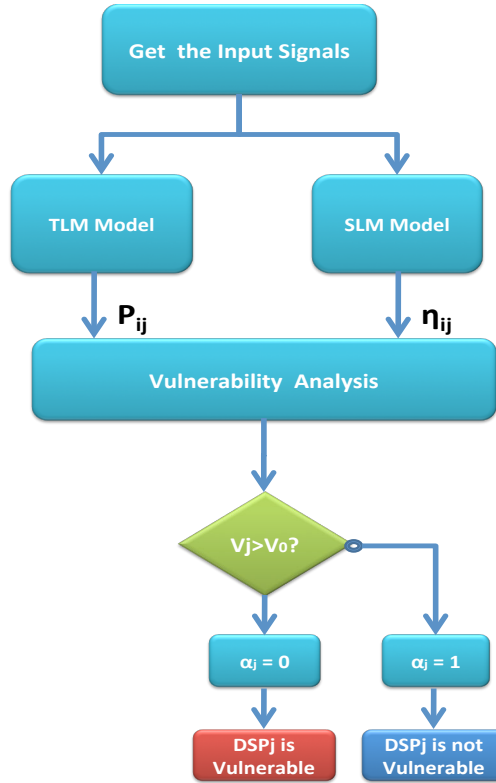 Get the Input Signals
TLM Model
SLM Model
Pij
ηij
Vulnerability Analysis
Vj>V0?
αj = 0
αj = 1
DSPj is
Vulnerable
DSPj is not
Vulnerable